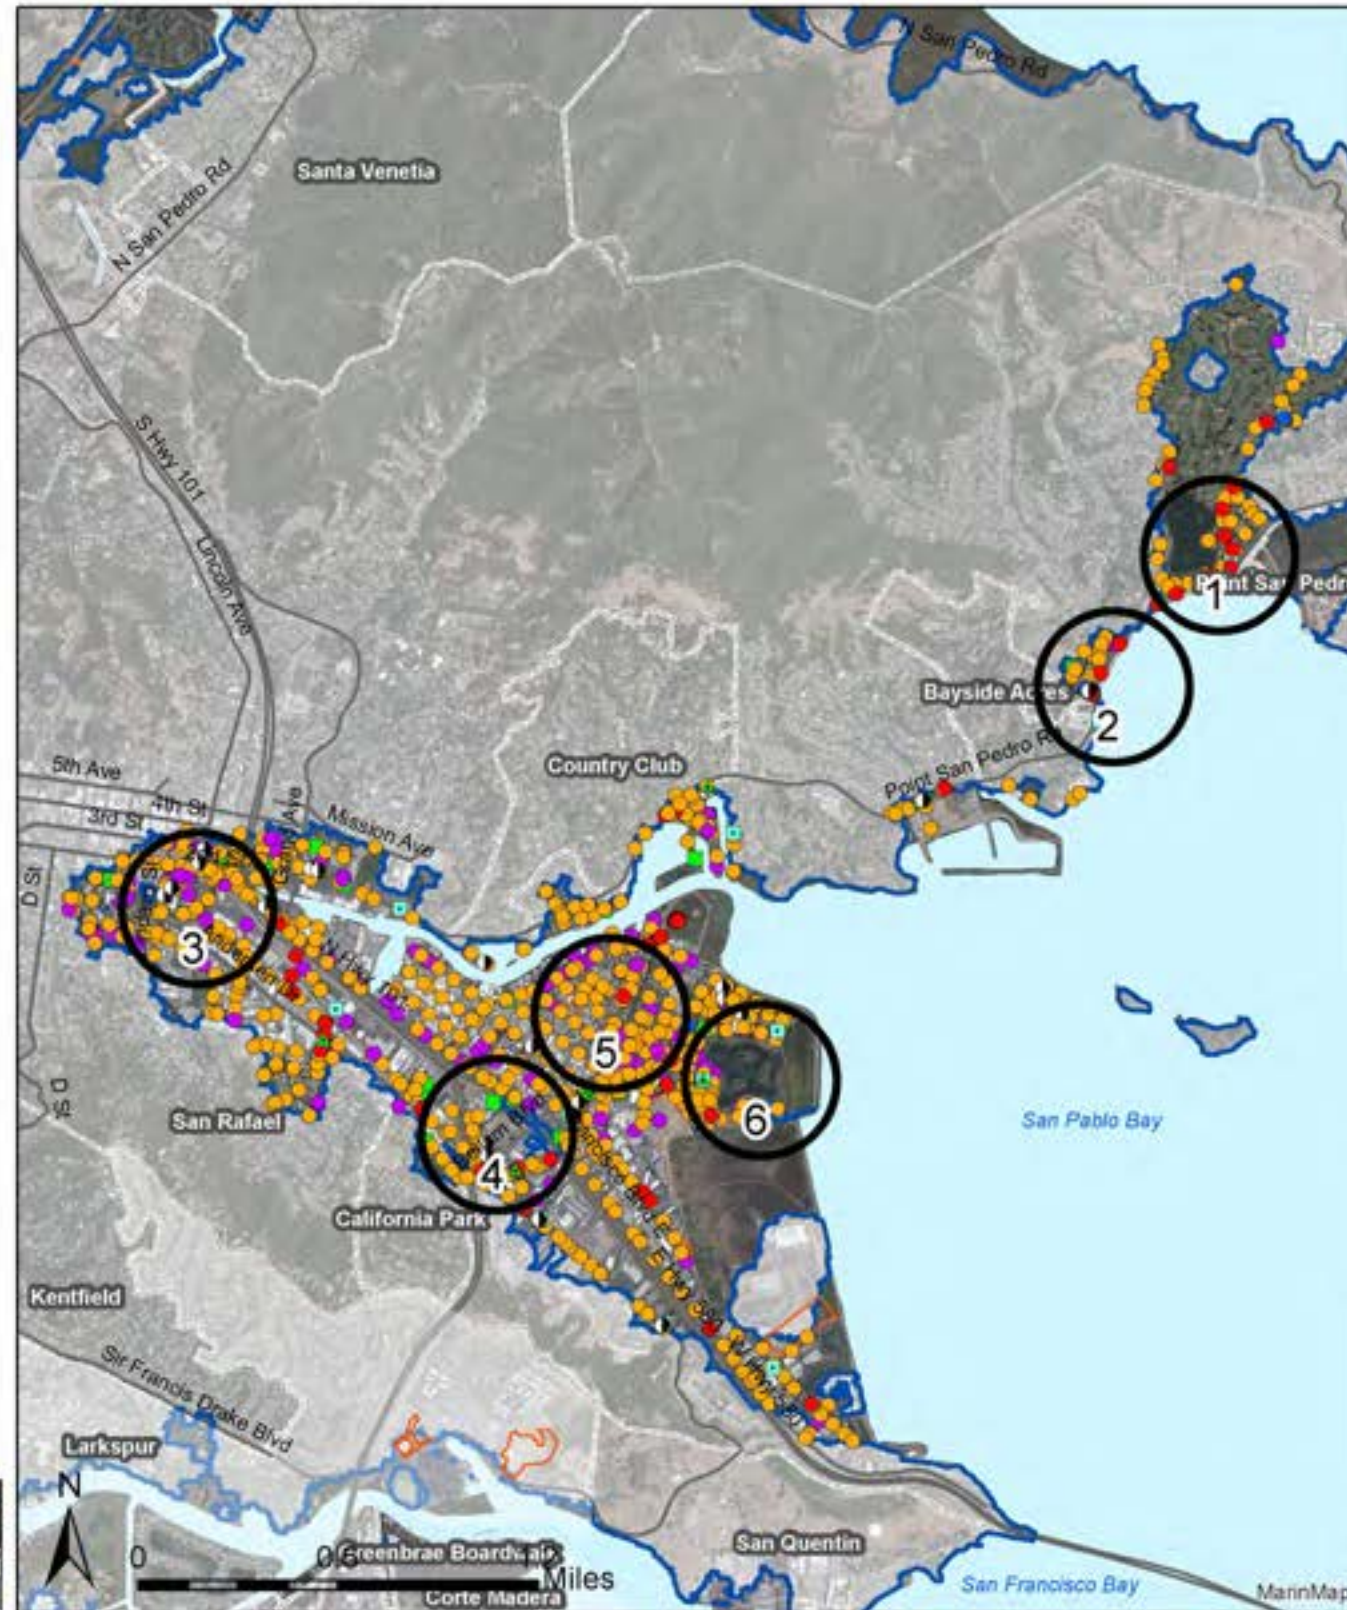 N San Pedro Rd
Santa Venetia
N San Pedro Rd
S Hwy 101
Lincoln Ave
Point San Pedr
1
Bayside Acres
2
Country Club
Point San Pedro Rd
5th Ave
4th St
3rd St
Mission Ave
D St
3
5
6
D St
San Rafael
4
San Pablo Bay
California Park
Kentfield
Sir Francis Drake Blvd
Larkspur
N
0
Greenbrae Boardwalk
Miles
San Quentin
Corte Madera
San Francisco Bay
MarinMap